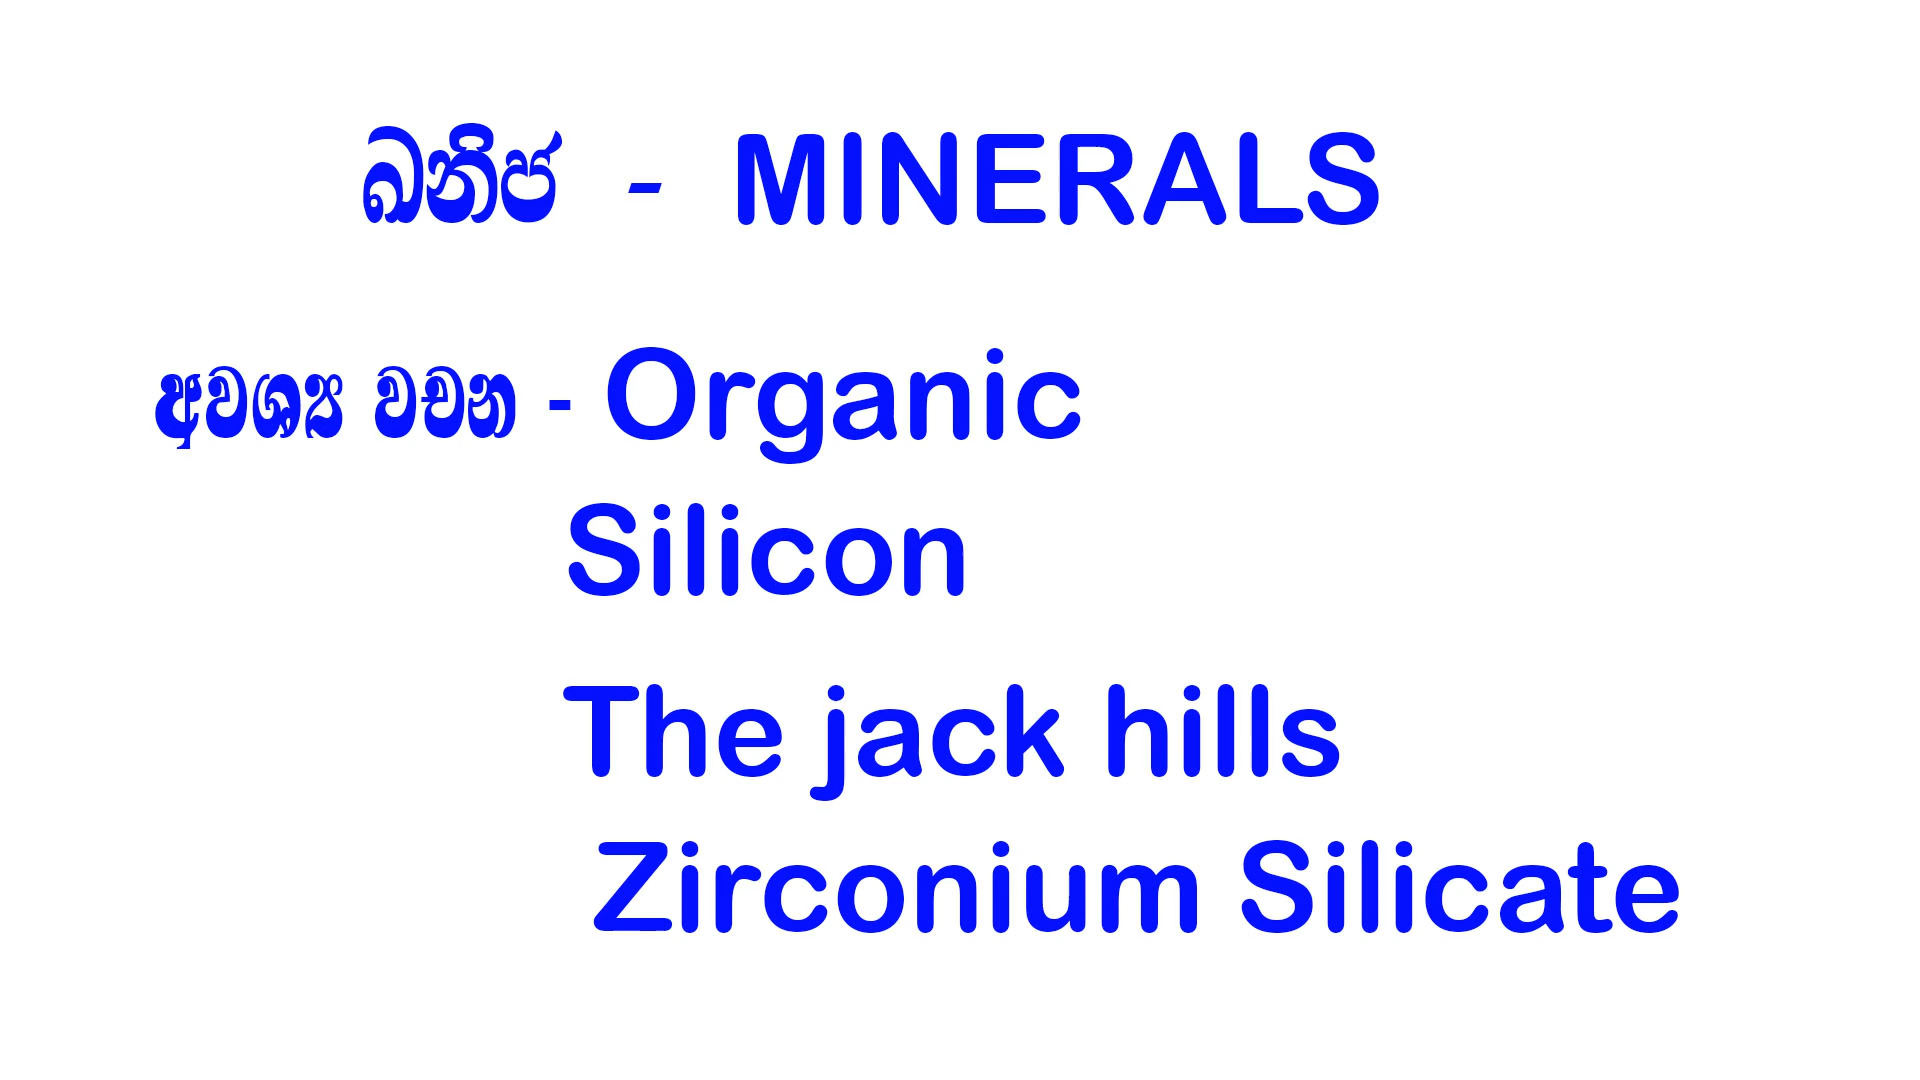 ඛනිජ - MINERALS
අවශ්‍ය වචන - Organic
Silicon
The jack hills
Zirconium Silicate